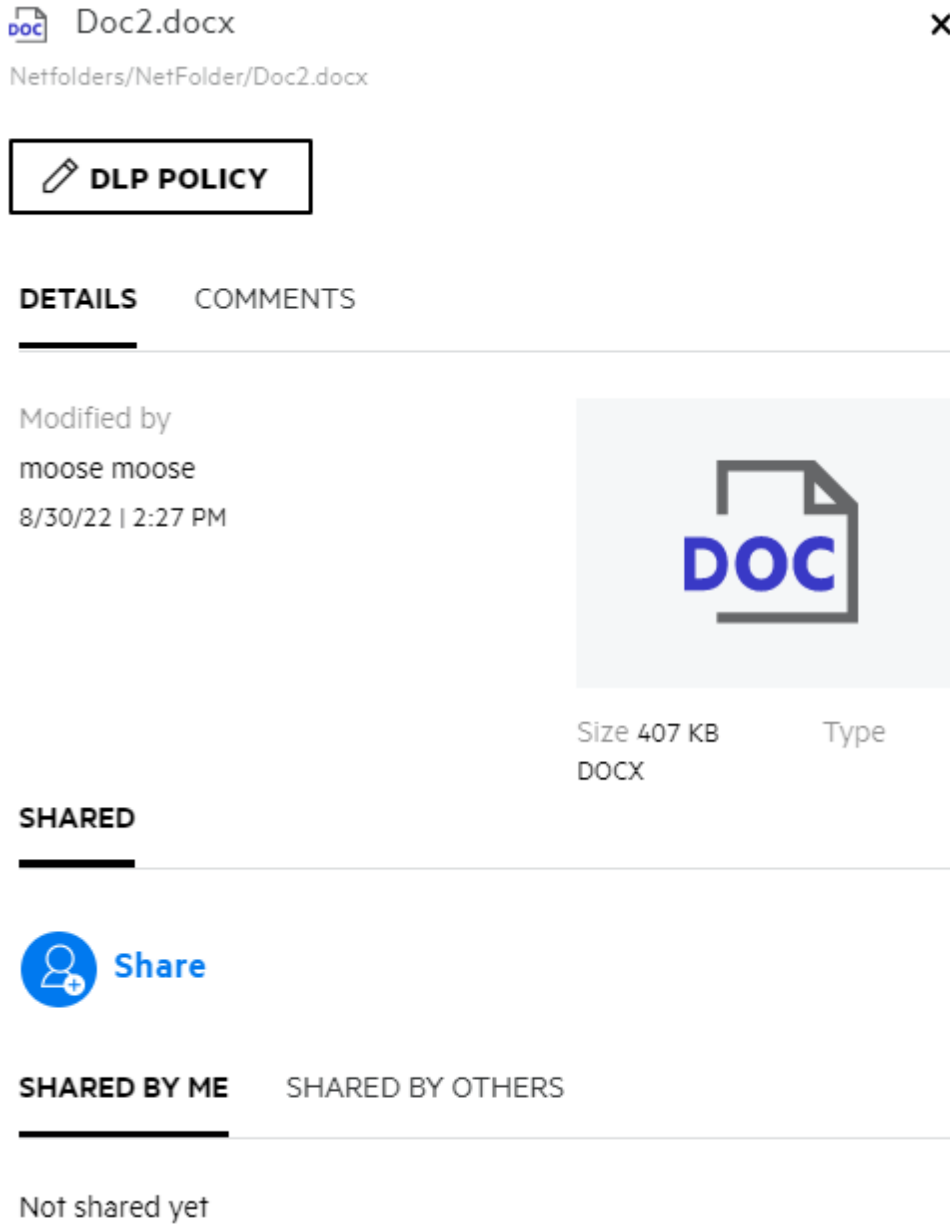 DOC Doc2.docx
Netfolders/NetFolder/Doc2.docx
DLP POLICY
DETAILS COMMENTS
Modified by
moose moose
8/30/22 | 2:27 PM
DOC
Size 407 KB Type
DOCX
SHARED
Share
SHARED BY ME SHARED BY OTHERS
Not shared yet